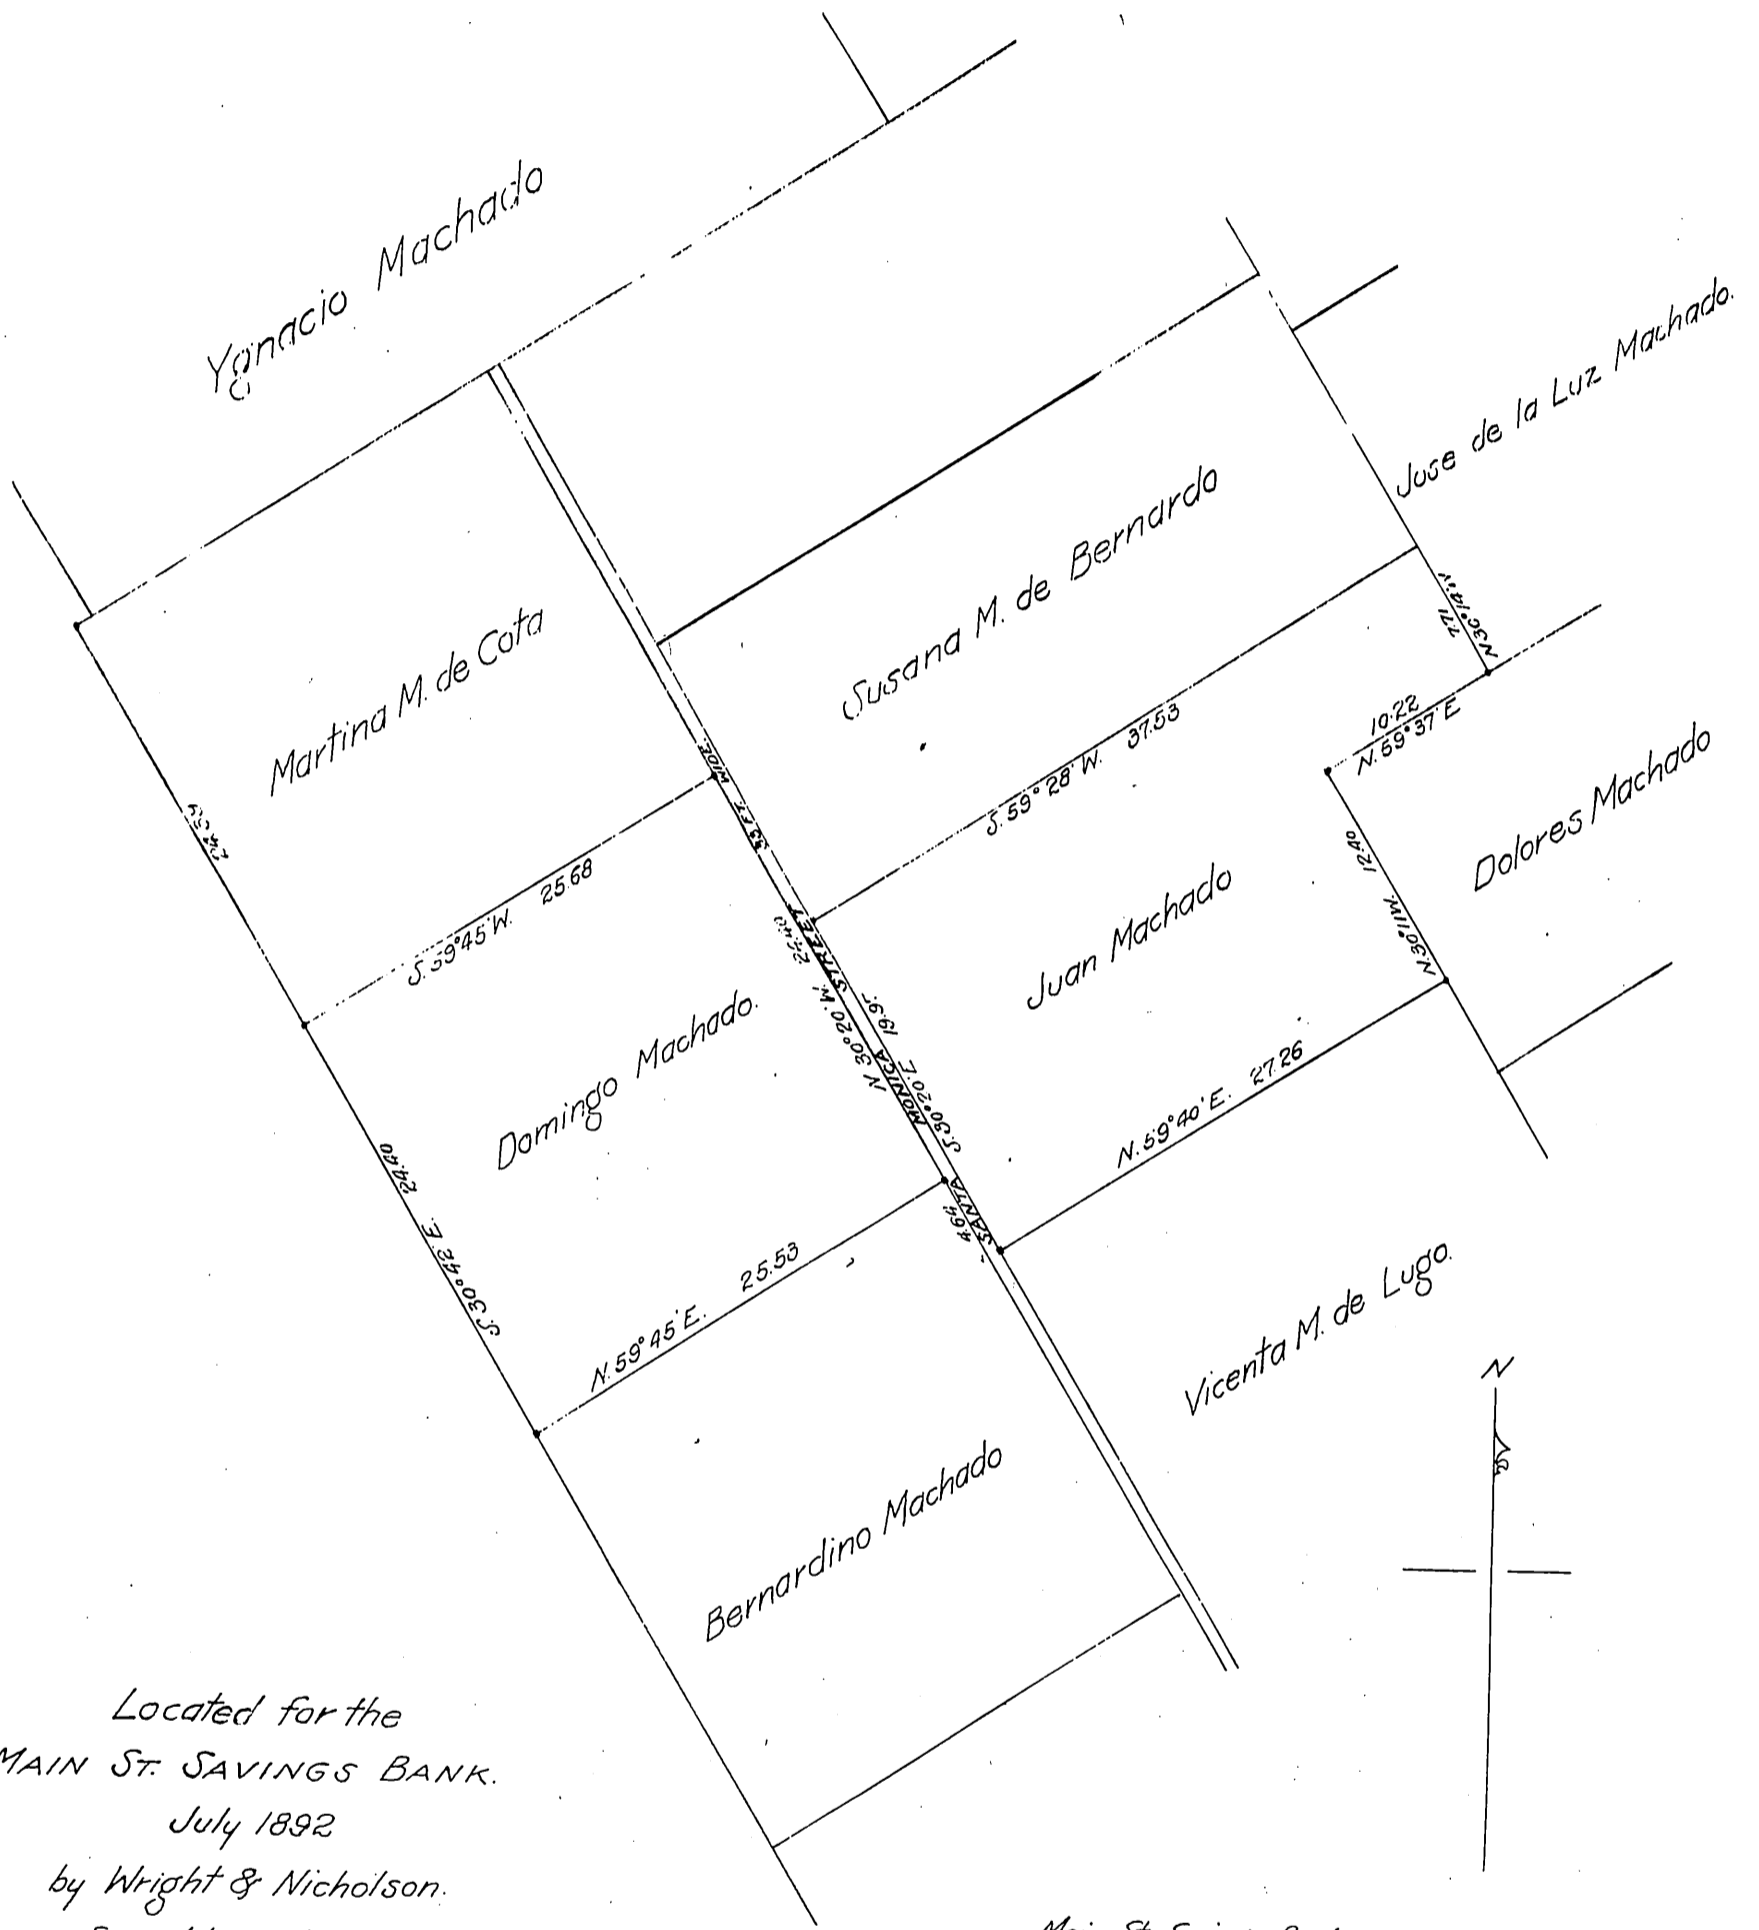 Ygnacio Machado
Jose de la Luz Machado.
Susana M. de Bernardo
Martina M. de Cota
7.71
N.30°19'W
10.22
N.59°37'E
S.59°28'W. 37.53
33 FT. WIDE.
Dolores Machado
12.40
N.30°11'W.
Juan Machado
S.59°45'W. 25.68
SANTA MONICA STREET
N 30°20'W. 24.40
S.30°20'E.
Domingo Machado.
N.59°40'E. 27.26
S.30°42'E. 24.40
4.64
N.59°45'E. 25.53
Vicenta M. de Lugo.
N
Bernardino Machado
Located for the
MAIN ST. SAVINGS BANK.
July 1892
by Wright & Nicholson.